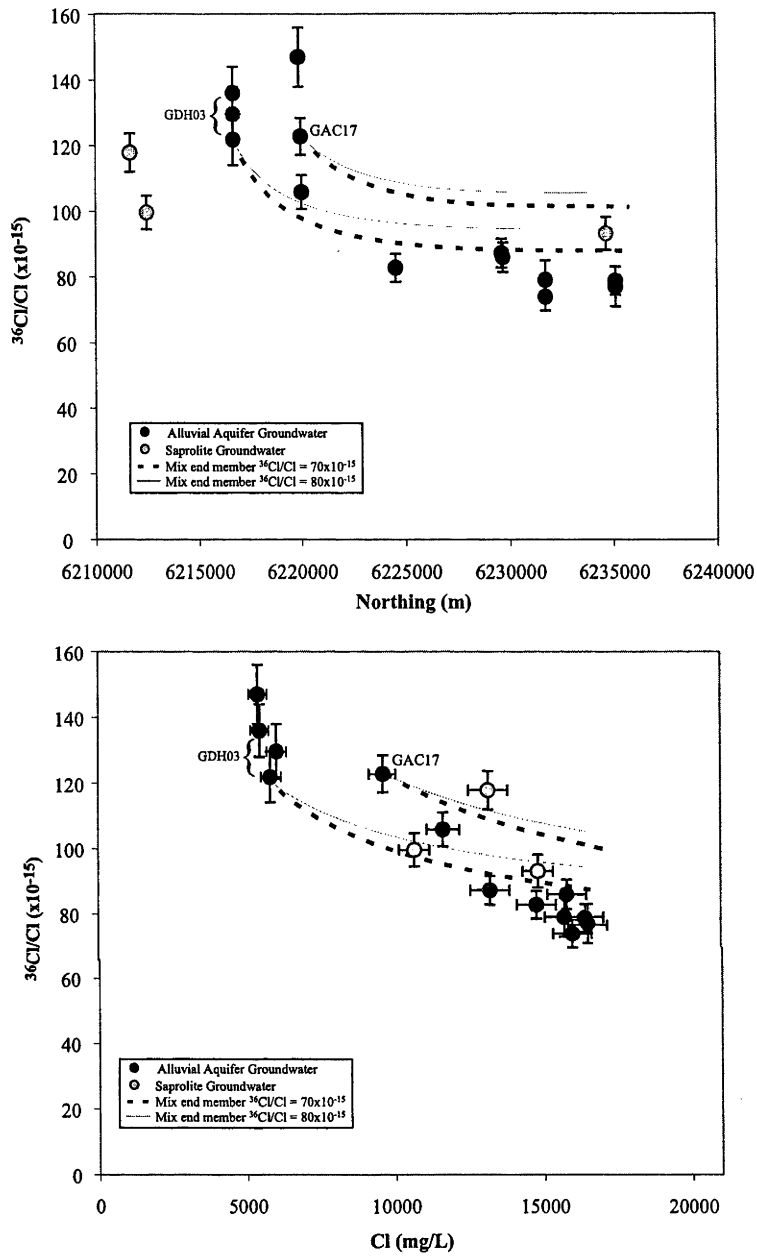 160
140
120
100
80
60
40
20
0
³⁶Cl/Cl (x10⁻¹⁵)
GDH03
GAC17
Alluvial Aquifer Groundwater
Saprolite Groundwater
Mix end member ³⁶Cl/Cl = 70x10⁻¹⁵
Mix end member ³⁶Cl/Cl = 80x10⁻¹⁵
6210000 6215000 6220000 6225000 6230000 6235000 6240000
Northing (m)
160
140
120
100
80
60
40
20
0
³⁶Cl/Cl (x10⁻¹⁵)
GDH03
GAC17
Alluvial Aquifer Groundwater
Saprolite Groundwater
Mix end member ³⁶Cl/Cl = 70x10⁻¹⁵
Mix end member ³⁶Cl/Cl = 80x10⁻¹⁵
0 5000 10000 15000 20000
Cl (mg/L)